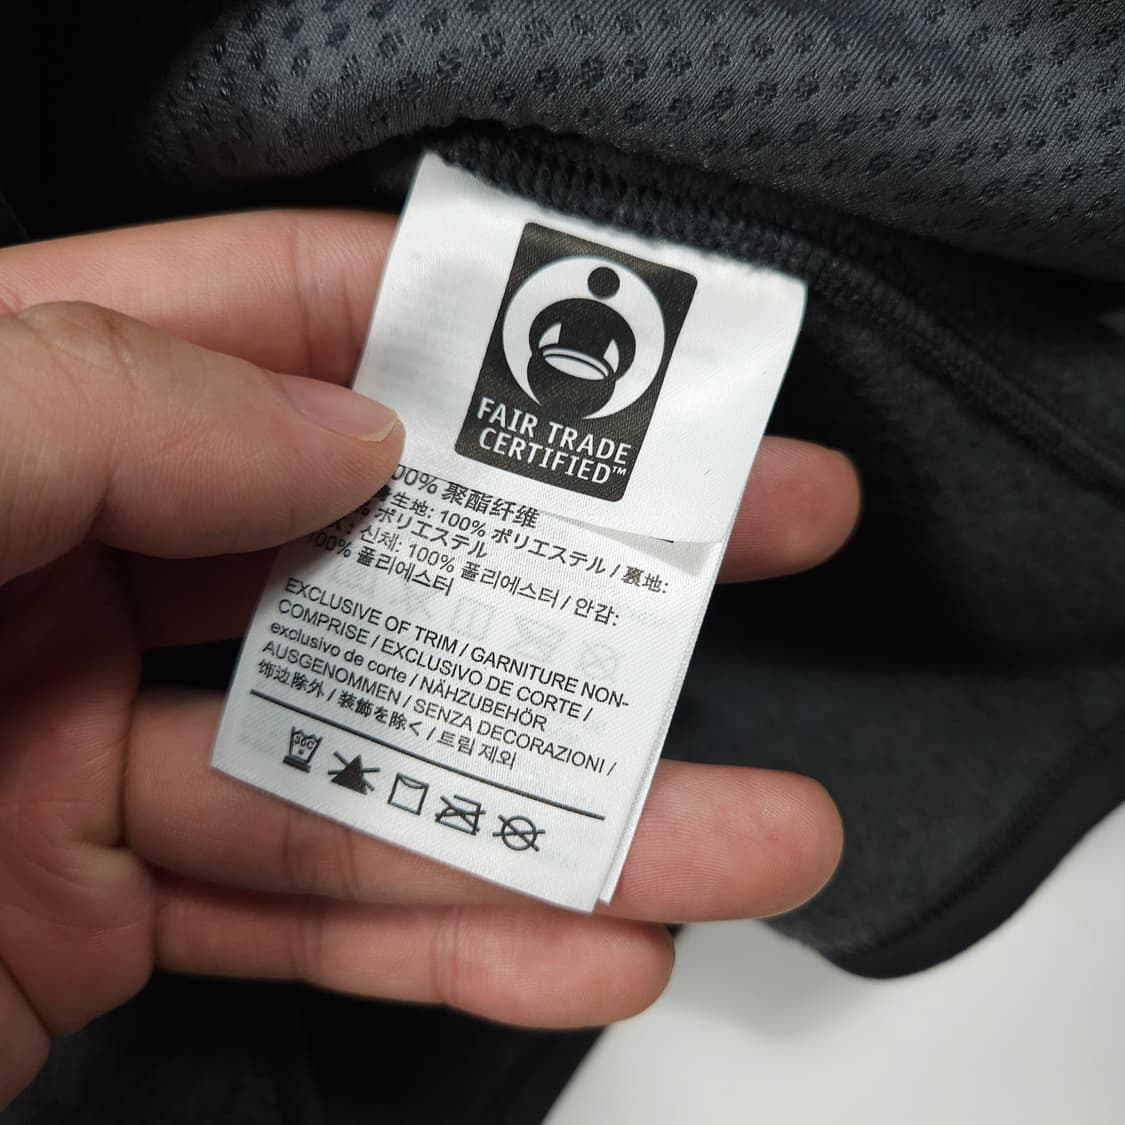 FAIR TRADE
CERTIFIED™
00% 聚酯纤维
身生地: 100% ポリエステル / 裏地:
% ポリエステル
신체: 100% 폴리에스터 / 안감:
100% 폴리에스터
EXCLUSIVE OF TRIM / GARNITURE NON-
COMPRISE / EXCLUSIVO DE CORTE /
exclusivo de corte / NÄHZUBEHÖR
AUSGENOMMEN / SENZA DECORAZIONI /
饰边除外 / 装飾を除く / 트림 제외
30C